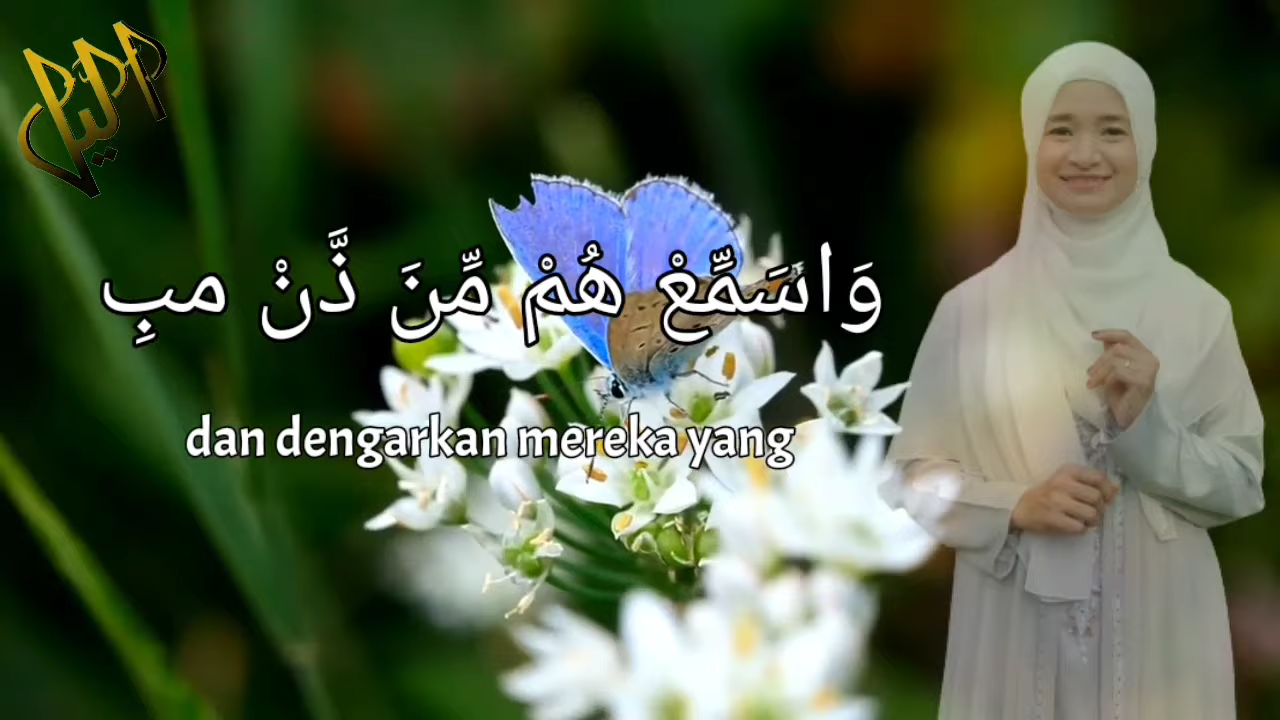 وَاسَمِّعْ هُمْ مِّنَ ذَّنْ مبِ
dan dengarkan mereka yang